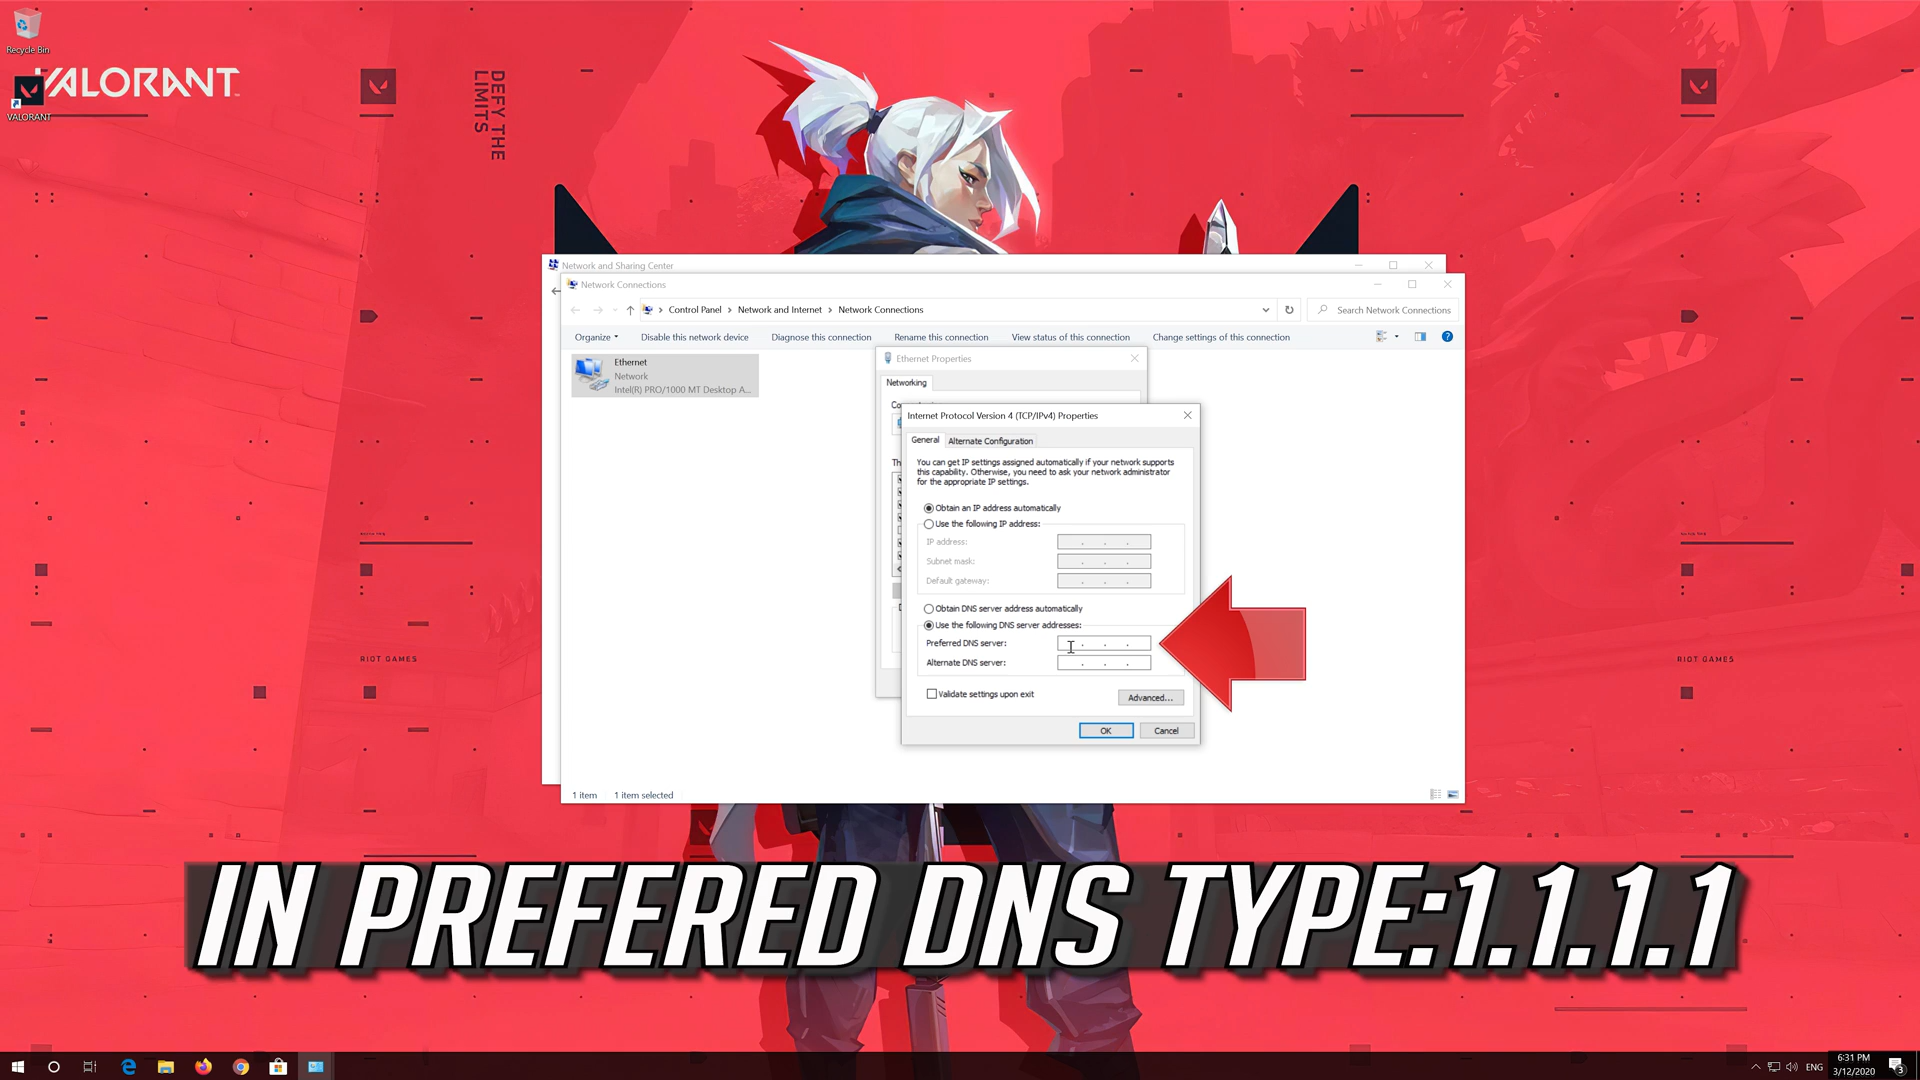 Recycle Bin
VALORANT
VALORANT
DEFY THE
LIMITS
Network and Sharing Center
Network Connections
Control Panel > Network and Internet > Network Connections
Search Network Connections
Organize
Disable this network device
Diagnose this connection
Rename this connection
View status of this connection
Change settings of this connection
Ethernet
Network
Intel(R) PRO/1000 MT Desktop A...
Ethernet Properties
Networking
Internet Protocol Version 4 (TCP/IPv4) Properties
General
Alternate Configuration
You can get IP settings assigned automatically if your network supports
this capability. Otherwise, you need to ask your network administrator
for the appropriate IP settings.
Obtain an IP address automatically
Use the following IP address:
IP address:
Subnet mask:
Default gateway:
Obtain DNS server address automatically
Use the following DNS server addresses:
Preferred DNS server:
Alternate DNS server:
Validate settings upon exit
Advanced...
OK
Cancel
RIOT GAMES
RIOT GAMES
1 item
1 item selected
IN PREFERED DNS TYPE:1.1.1.1
ENG
6:31 PM
3/12/2020
3